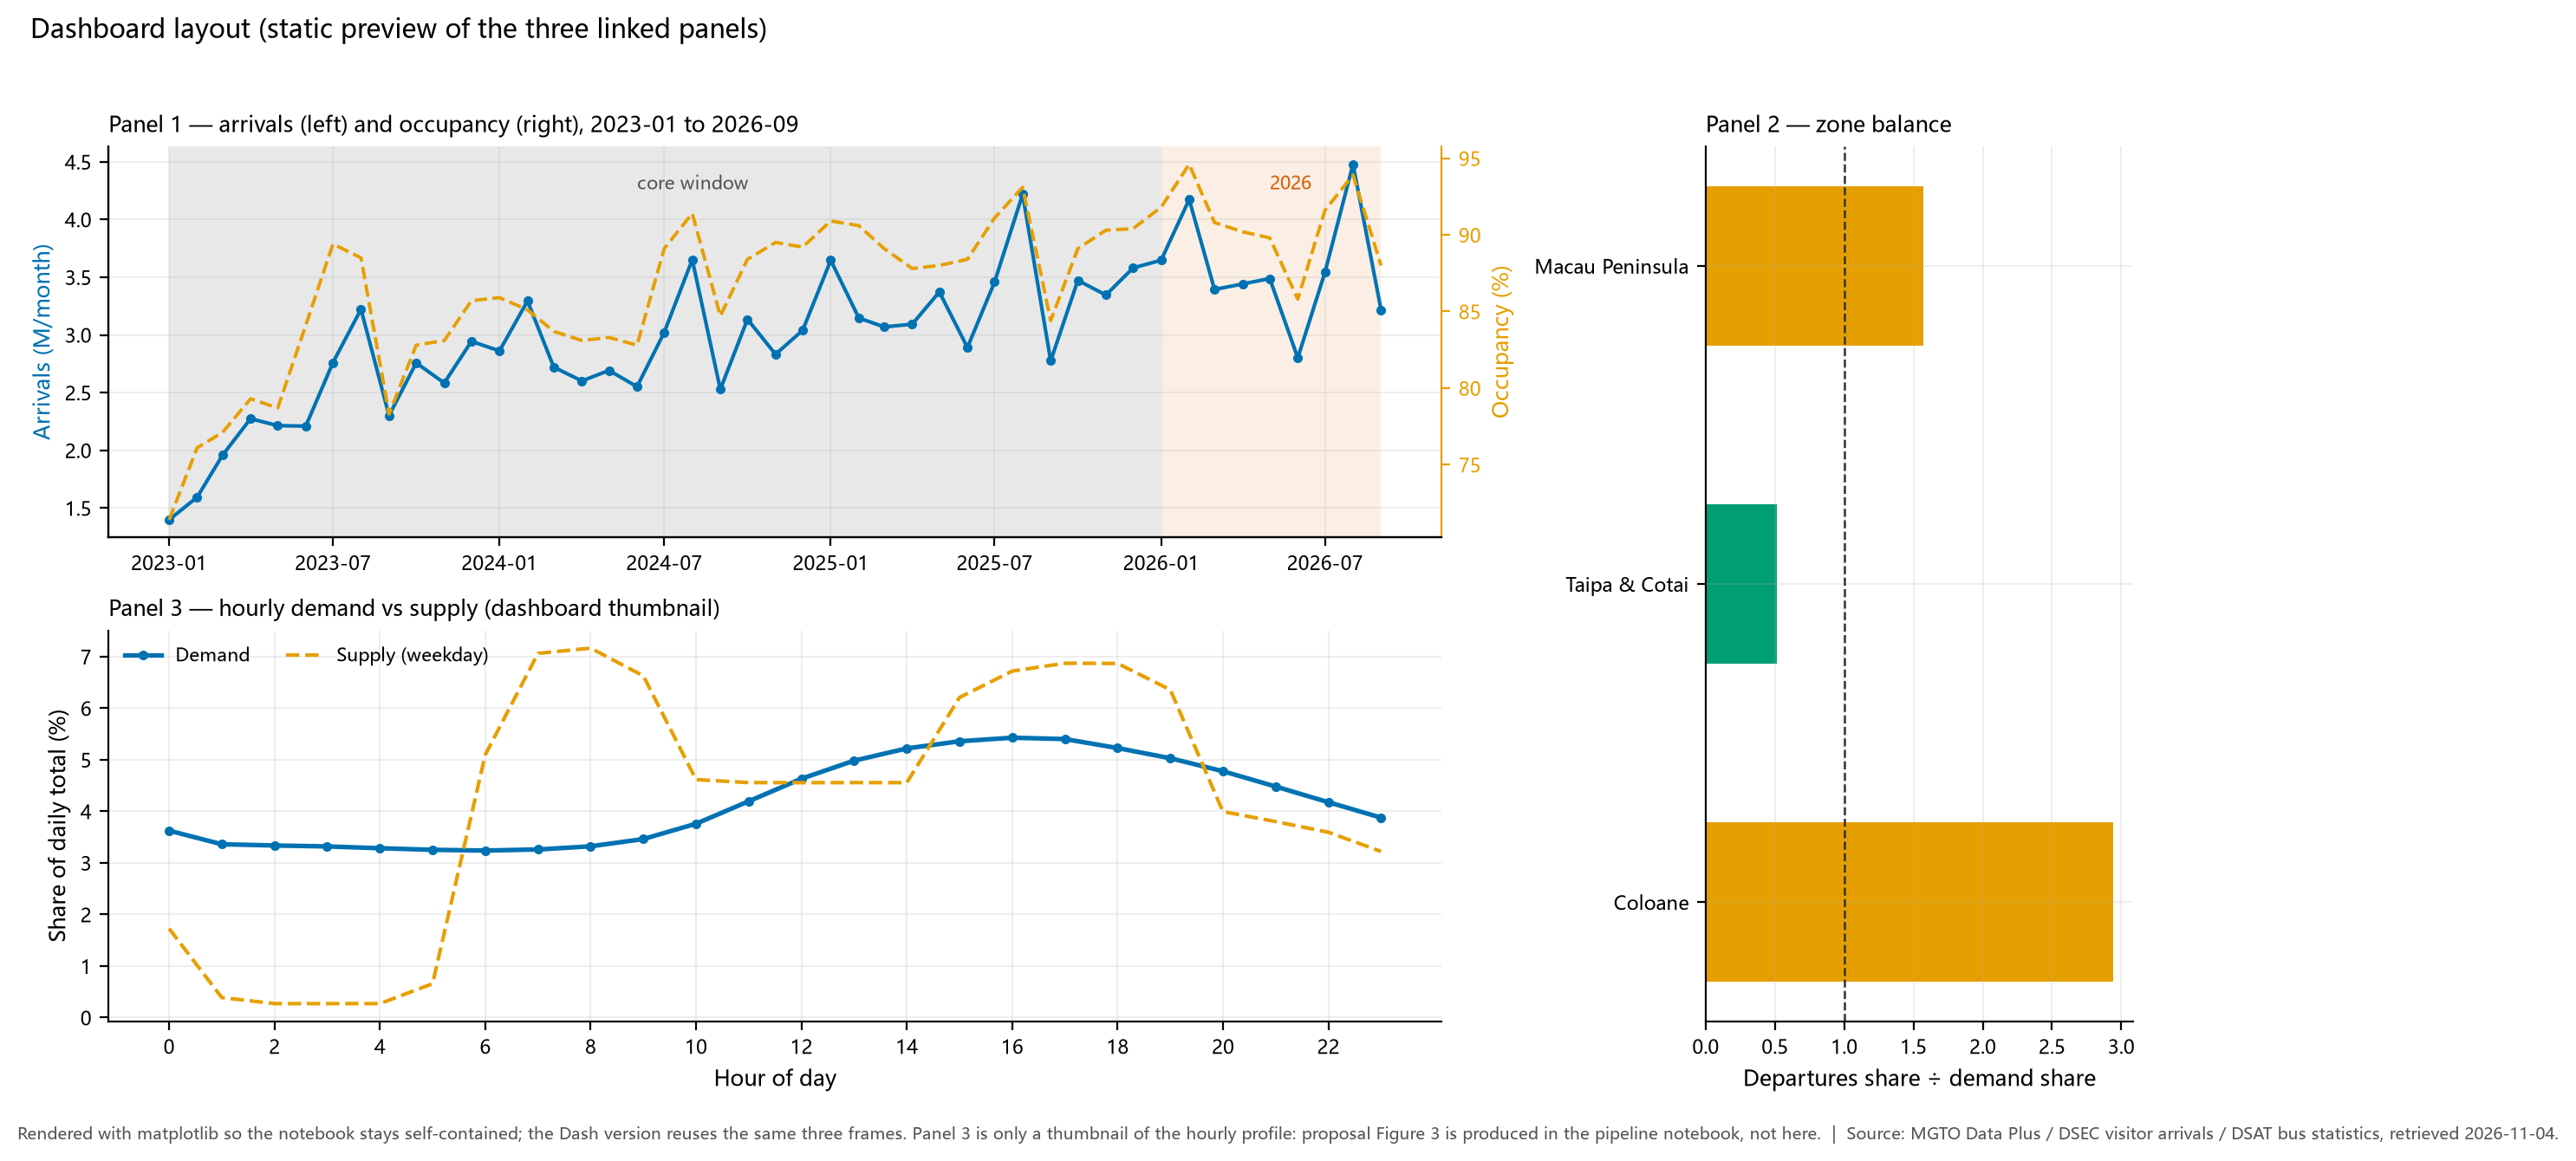 Dashboard layout (static preview of the three linked panels)
Panel 1 — arrivals (left) and occupancy (right), 2023-01 to 2026-09
Arrivals (M/month)
4.5
4.0
3.5
3.0
2.5
2.0
1.5
core window
2026
95
90
85
80
75
Occupancy (%)
2023-01 2023-07 2024-01 2024-07 2025-01 2025-07 2026-01 2026-07
Panel 3 — hourly demand vs supply (dashboard thumbnail)
Demand Supply (weekday)
Share of daily total (%)
7
6
5
4
3
2
1
0
0 2 4 6 8 10 12 14 16 18 20 22
Hour of day
Panel 2 — zone balance
Macau Peninsula
Taipa & Cotai
Coloane
0.0 0.5 1.0 1.5 2.0 2.5 3.0
Departures share ÷ demand share
Rendered with matplotlib so the notebook stays self-contained; the Dash version reuses the same three frames. Panel 3 is only a thumbnail of the hourly profile: proposal Figure 3 is produced in the pipeline notebook, not here. | Source: MGTO Data Plus / DSEC visitor arrivals / DSAT bus statistics, retrieved 2026-11-04.